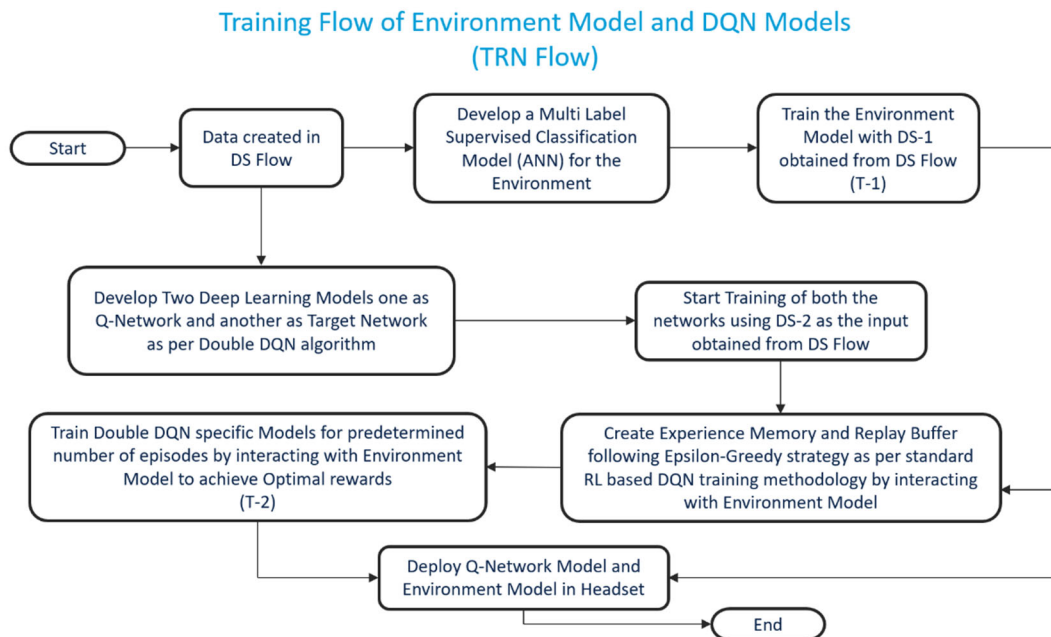 Training Flow of Environment Model and DQN Models
(TRN Flow)
Start
Data created in
DS Flow
Develop a Multi Label
Supervised Classification
Model (ANN) for the
Environment
Train the Environment
Model with DS-1
obtained from DS Flow
(T-1)
Develop Two Deep Learning Models one as
Q-Network and another as Target Network
as per Double DQN algorithm
Start Training of both the
networks using DS-2 as the input
obtained from DS Flow
Train Double DQN specific Models for predetermined
number of episodes by interacting with Environment
Model to achieve Optimal rewards
(T-2)
Create Experience Memory and Replay Buffer
following Epsilon-Greedy strategy as per standard
RL based DQN training methodology by interacting
with Environment Model
Deploy Q-Network Model and
Environment Model in Headset
End